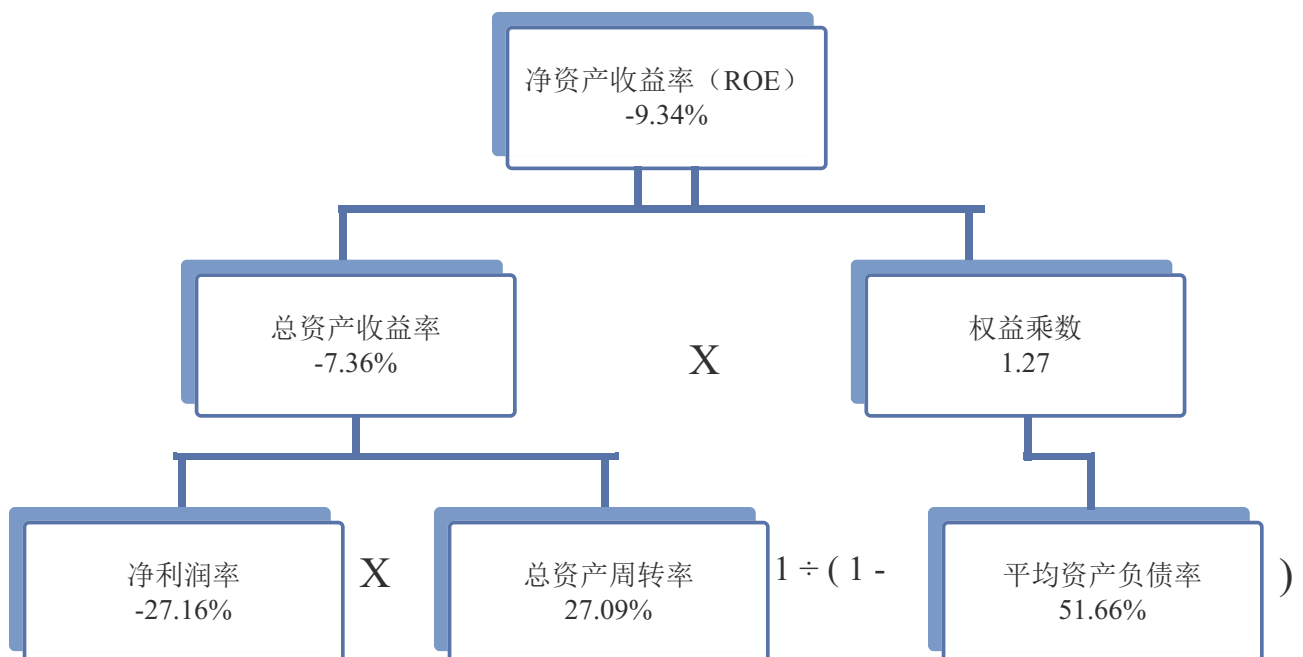 净资产收益率（ROE）
-9.34%
总资产收益率
-7.36%
X
权益乘数
1.27
净利润率
-27.16%
X
总资产周转率
27.09%
1 ÷ ( 1 -
平均资产负债率
51.66%
)